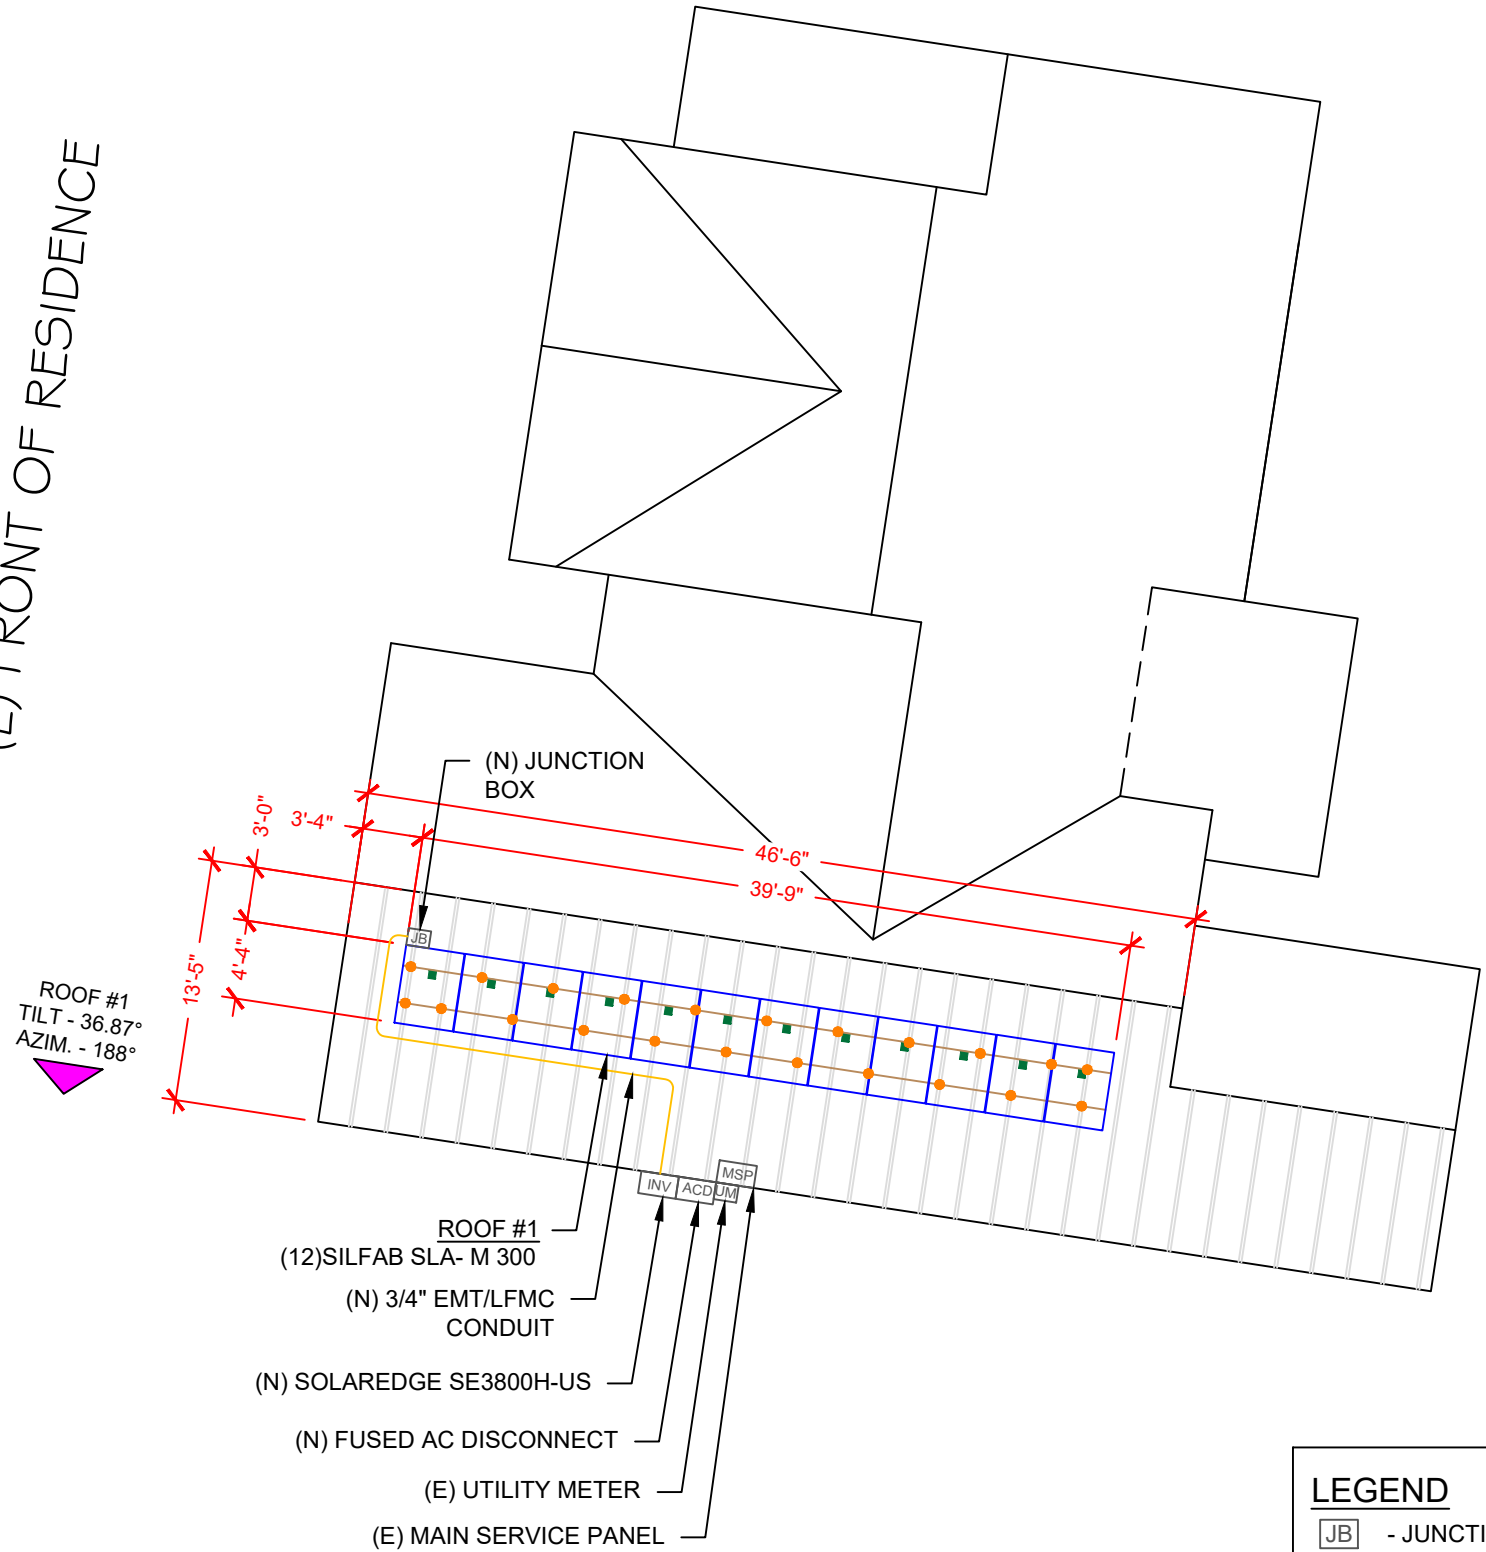 OF RESIDENCE
(N) JUNCTION
BOX
3'-0"
3'-4"
46'-6"
39'-9"
13'-5"
4'-4"
JB
ROOF #1
TILT - 36.87°
AZIM. - 188°
MSP
INV
ACD
UM
ROOF #1
(12)SILFAB SLA- M 300
(N) 3/4" EMT/LFMC
CONDUIT
(N) SOLAREDGE SE3800H-US
(N) FUSED AC DISCONNECT
(E) UTILITY METER
(E) MAIN SERVICE PANEL
LEGEND
JB - JUNCTI